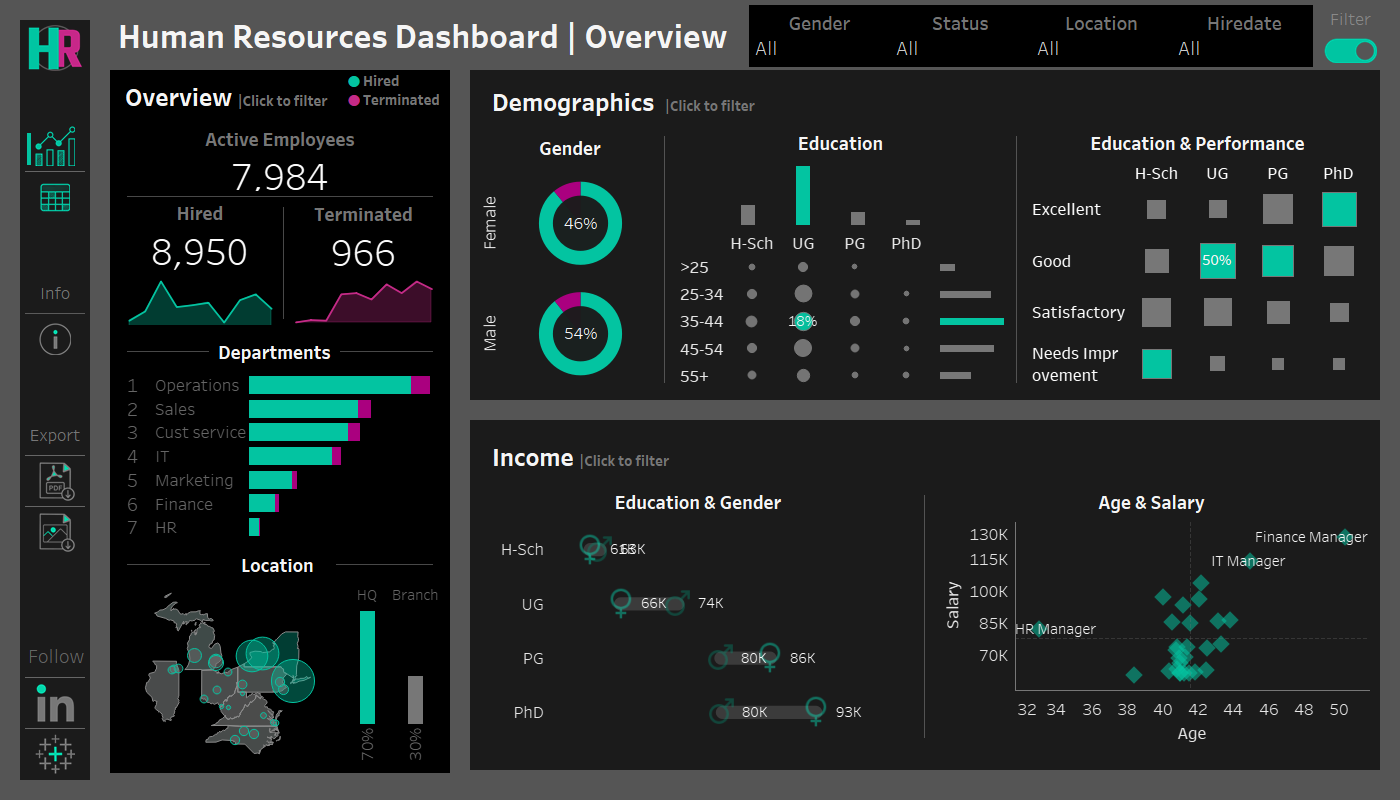 HR
Human Resources Dashboard | Overview
Gender Status Location Hiredate
All All All All
Filter
Info
Export
PDF
Follow
in
Overview |Click to filter
Hired
Terminated
Active Employees
7,984
Hired Terminated
8,950 966
Departments
1 Operations
2 Sales
3 Cust service
4 IT
5 Marketing
6 Finance
7 HR
Location
HQ Branch
70% 30%
Demographics |Click to filter
Gender
Female
46%
Male
54%
Education
H-Sch UG PG PhD
>25
25-34
35-44 18%
45-54
55+
Education & Performance
H-Sch UG PG PhD
Excellent
Good 50%
Satisfactory
Needs Impr
ovement
Income |Click to filter
Education & Gender
H-Sch 61K 63K
UG 66K 74K
PG 80K 86K
PhD 80K 93K
Age & Salary
Salary
130K
115K
100K
85K
70K
Finance Manager
IT Manager
HR Manager
32 34 36 38 40 42 44 46 48 50
Age